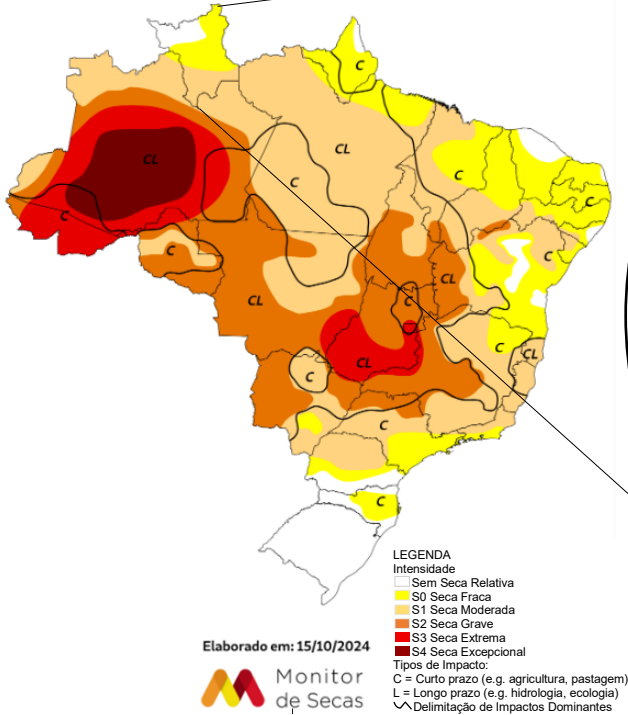 C
C
CL
C
C
CL
C
C
C
CL
CL
C
C
CL
CL
C
C
C
LEGENDA
Intensidade
Sem Seca Relativa
S0 Seca Fraca
S1 Seca Moderada
S2 Seca Grave
S3 Seca Extrema
S4 Seca Excepcional
Tipos de Impacto:
C = Curto prazo (e.g. agricultura, pastagem)
L = Longo prazo (e.g. hidrologia, ecologia)
Delimitação de Impactos Dominantes
Elaborado em: 15/10/2024
Monitor
de Secas